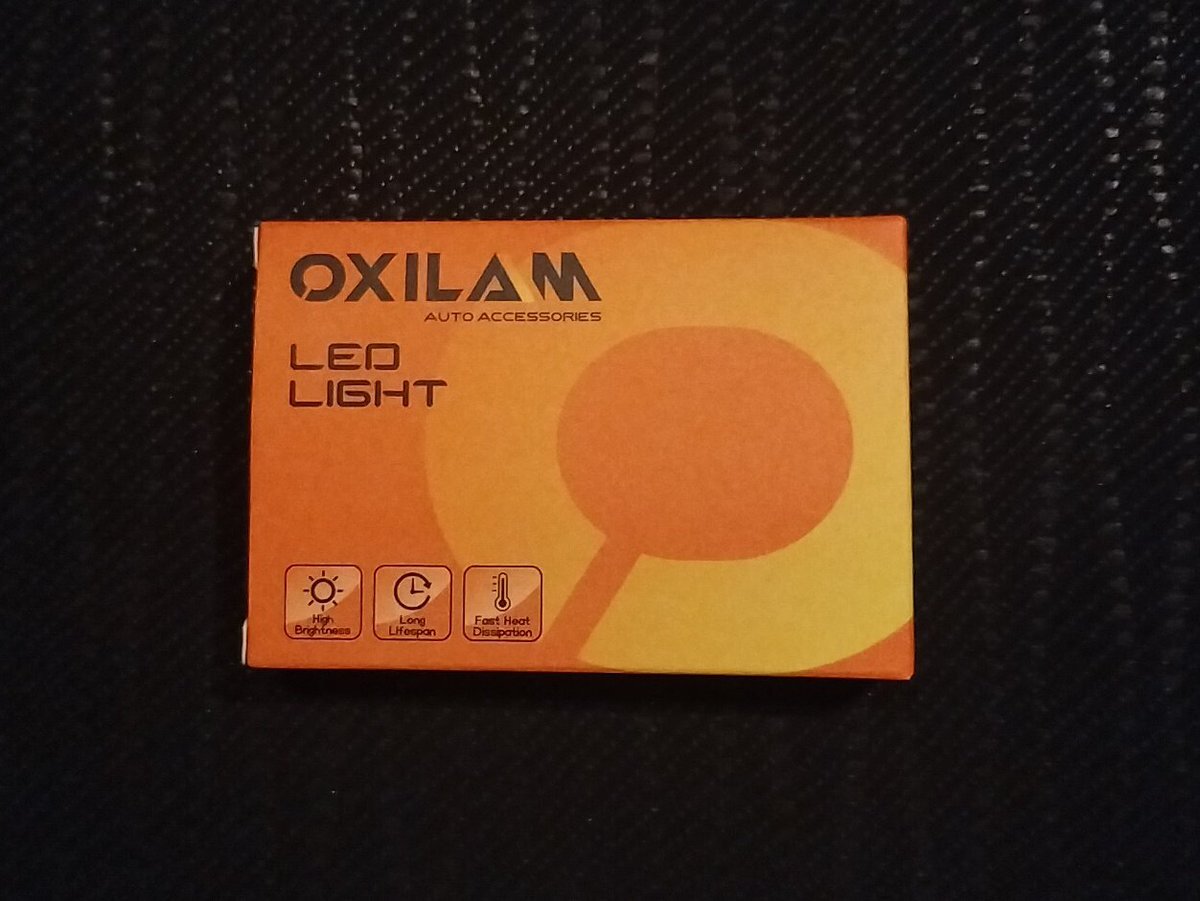 OXILAM
AUTO ACCESSORIES
LED
LIGHT
High
Brightness
Long
Lifespan
Fast Heat
Dissipation